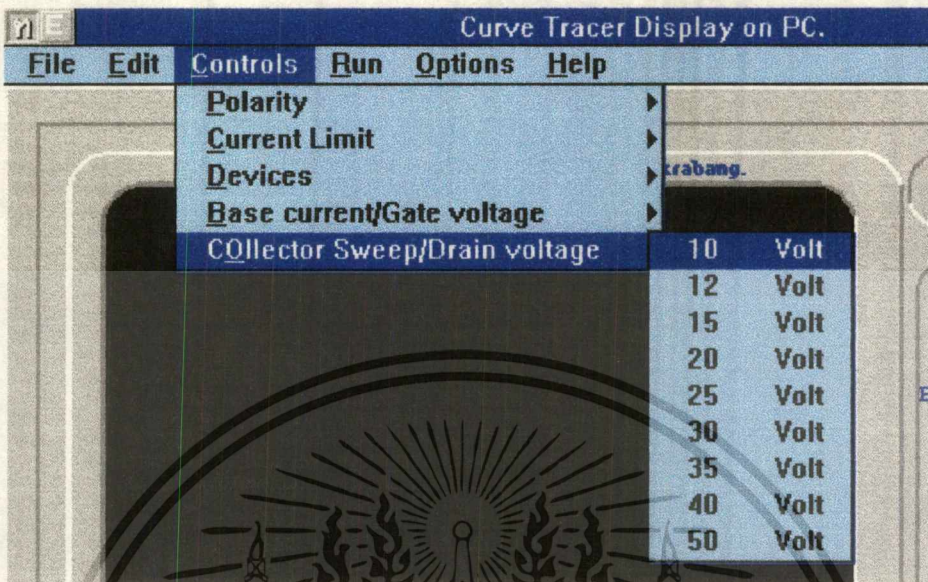 Curve Tracer Display on PC.
File Edit Controls Run Options Help
Polarity
Current Limit
Devices
krabang.
Base current/Gate voltage
COllector Sweep/Drain voltage 10 Volt
12 Volt
15 Volt
20 Volt
25 Volt
30 Volt
35 Volt
40 Volt
50 Volt